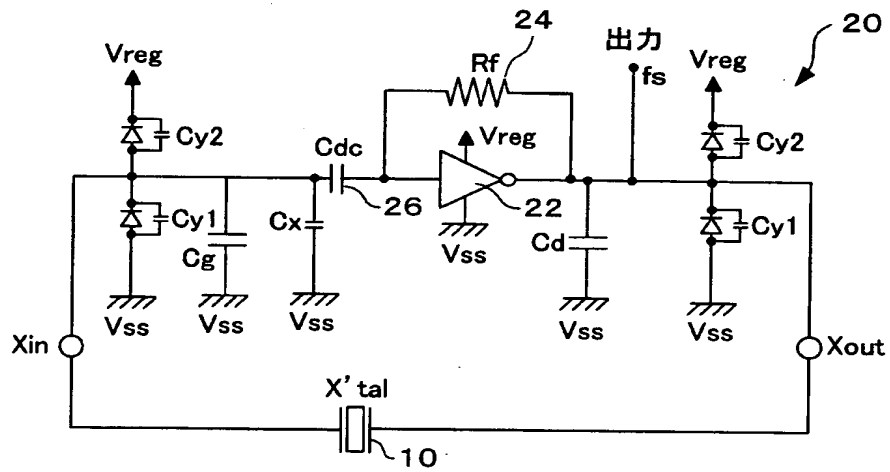 24
出力
20
Vreg
Rf
fs
Vreg
Cy2
Cdc
Vreg
Cy2
26
22
Cy1
Cx
Cg
Vss
Cd
Cy1
Vss
Vss
Vss
Vss
Vss
Xin
Xout
X'tal
10